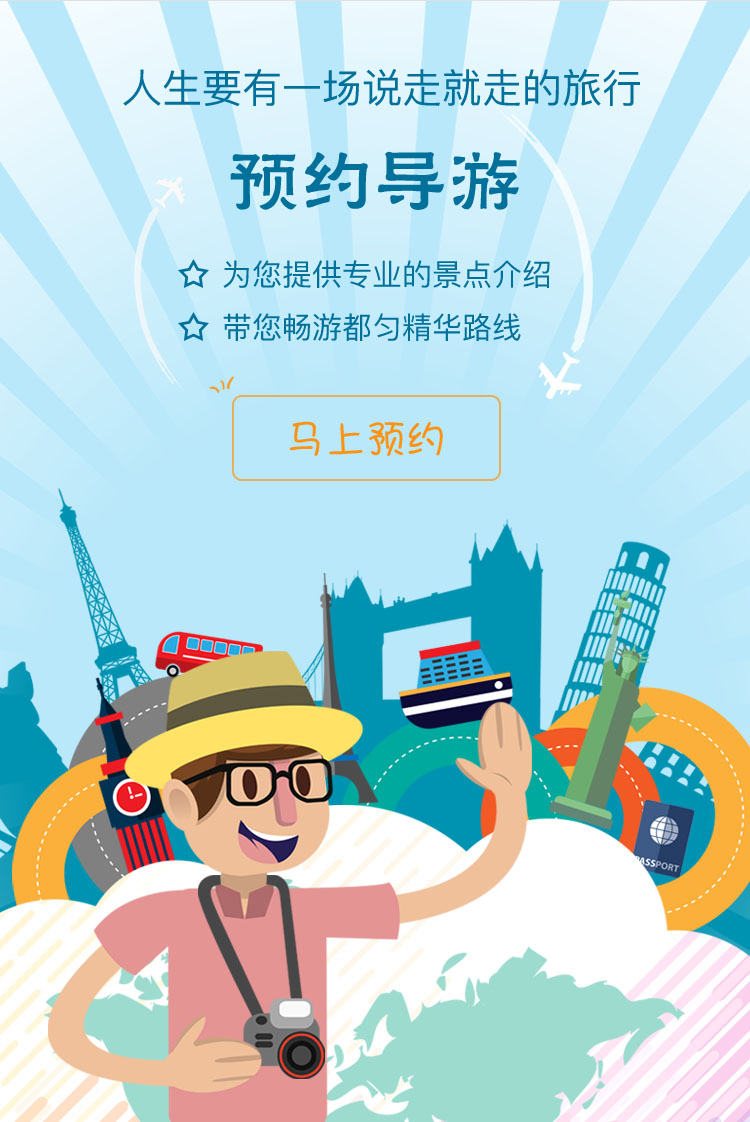 人生要有一场说走就走的旅行
预约导游
为您提供专业的景点介绍
带您畅游都匀精华路线
马上预约
PASSPORT